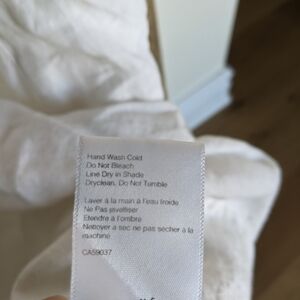 Hand Wash Cold
Do Not Bleach
Line Dry in Shade
Dryclean, Do Not Tumble
Laver à la main à l'eau froide
Ne Pas javelliser
Etendre à l'ombre
Nettoyer a sec ne pas sécher à la
machine
CA59037